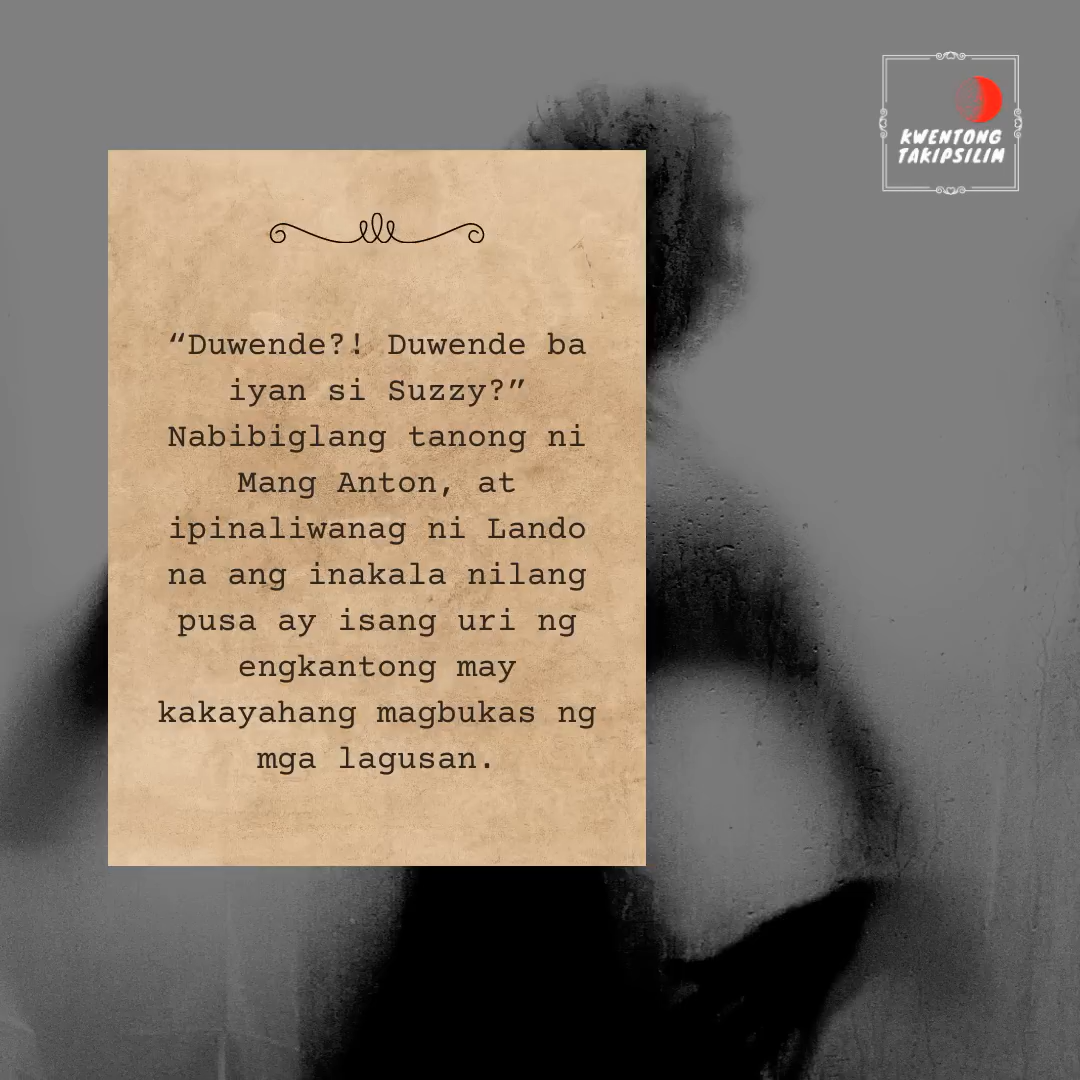 KWENTONG
TAKIPSILIM
“Duwende?! Duwende ba
iyan si Suzzy?”
Nabibiglang tanong ni
Mang Anton, at
ipinaliwanag ni Lando
na ang inakala nilang
pusa ay isang uri ng
engkantong may
kakayahang magbukas ng
mga lagusan.